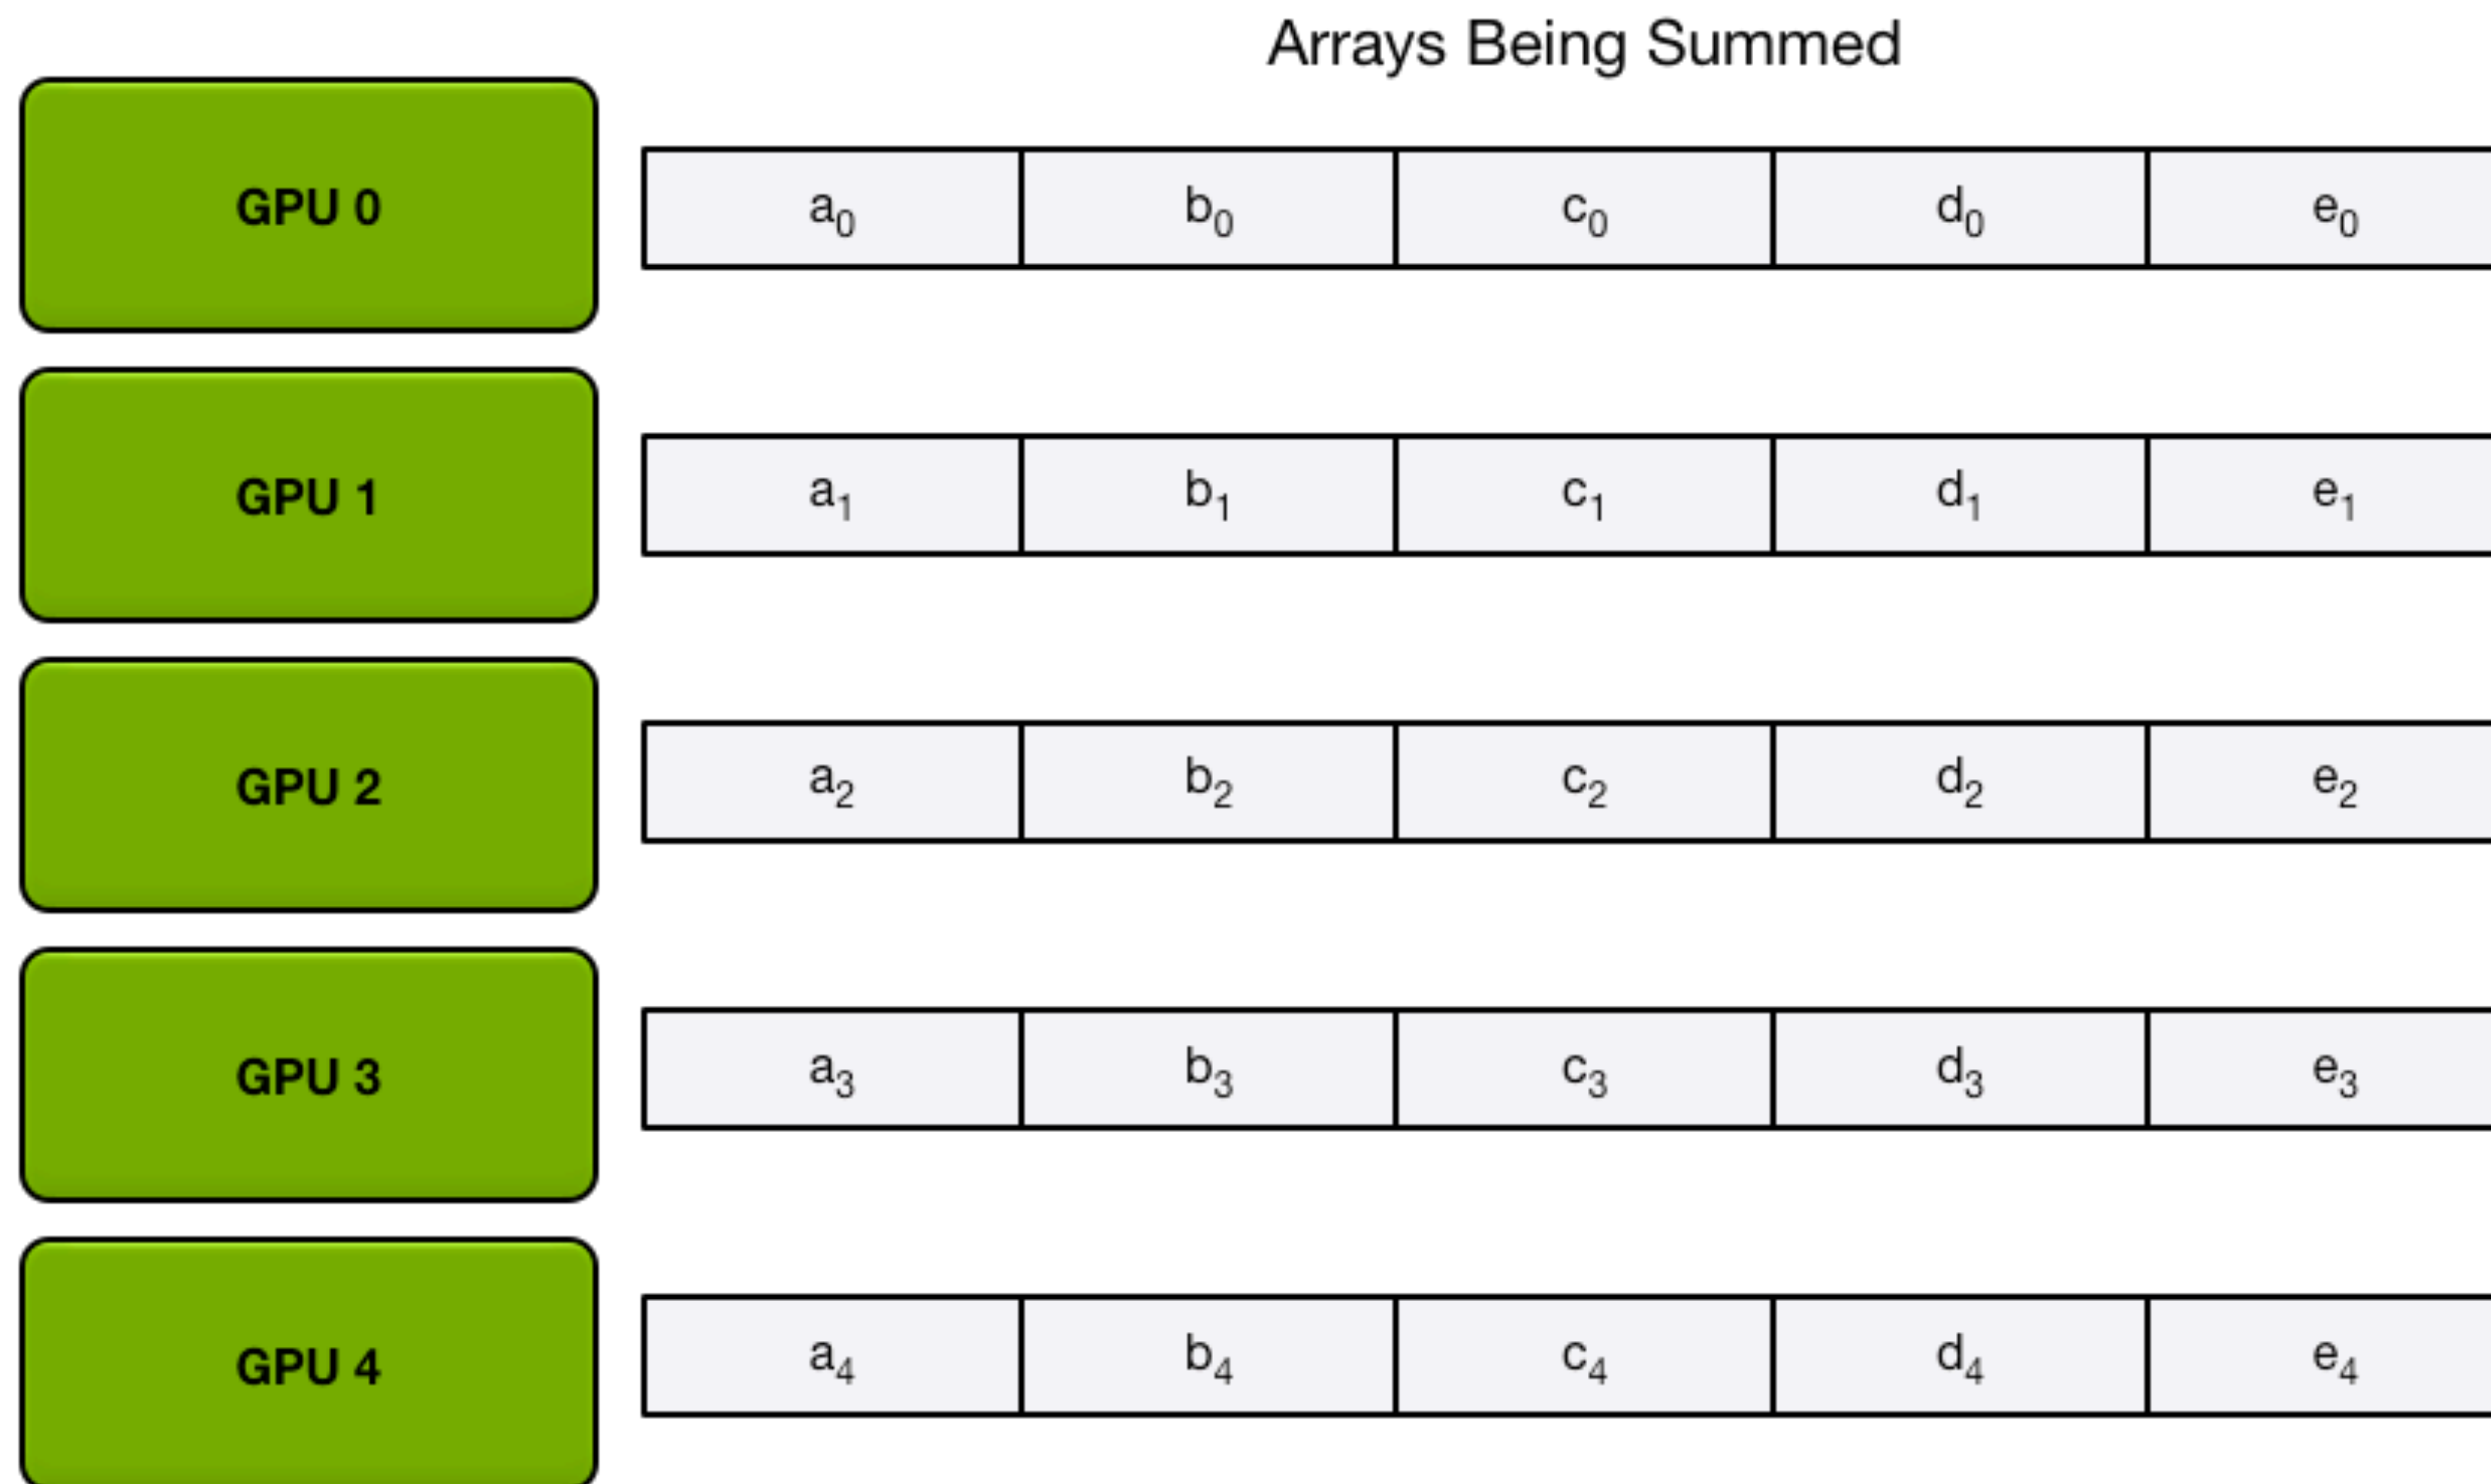 Arrays Being Summed
GPU 0 a₀ b₀ c₀ d₀ e₀
GPU 1 a₁ b₁ c₁ d₁ e₁
GPU 2 a₂ b₂ c₂ d₂ e₂
GPU 3 a₃ b₃ c₃ d₃ e₃
GPU 4 a₄ b₄ c₄ d₄ e₄